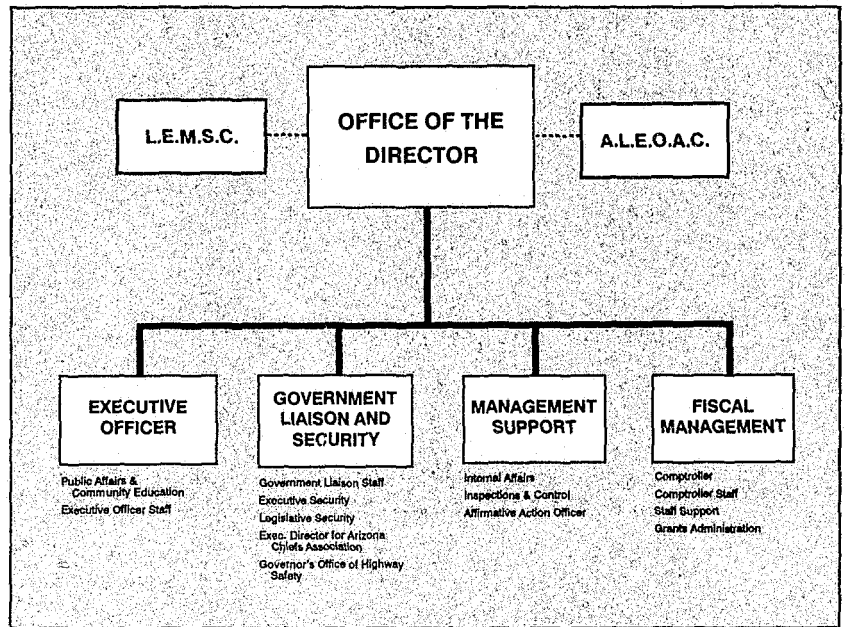 L.E.M.S.C.
OFFICE OF THE
DIRECTOR
A.L.E.O.A.C.
EXECUTIVE
OFFICER
Public Affairs &
Community Education
Executive Officer Staff
GOVERNMENT
LIAISON AND
SECURITY
Government Liaison Staff
Executive Security
Legislative Security
Exec. Director for Arizona
Chiefs Association
Governor's Office of Highway
Safety
MANAGEMENT
SUPPORT
Internal Affairs
Inspections & Control
Affirmative Action Officer
FISCAL
MANAGEMENT
Comptroller
Comptroller Staff
Staff Support
Grants Administration